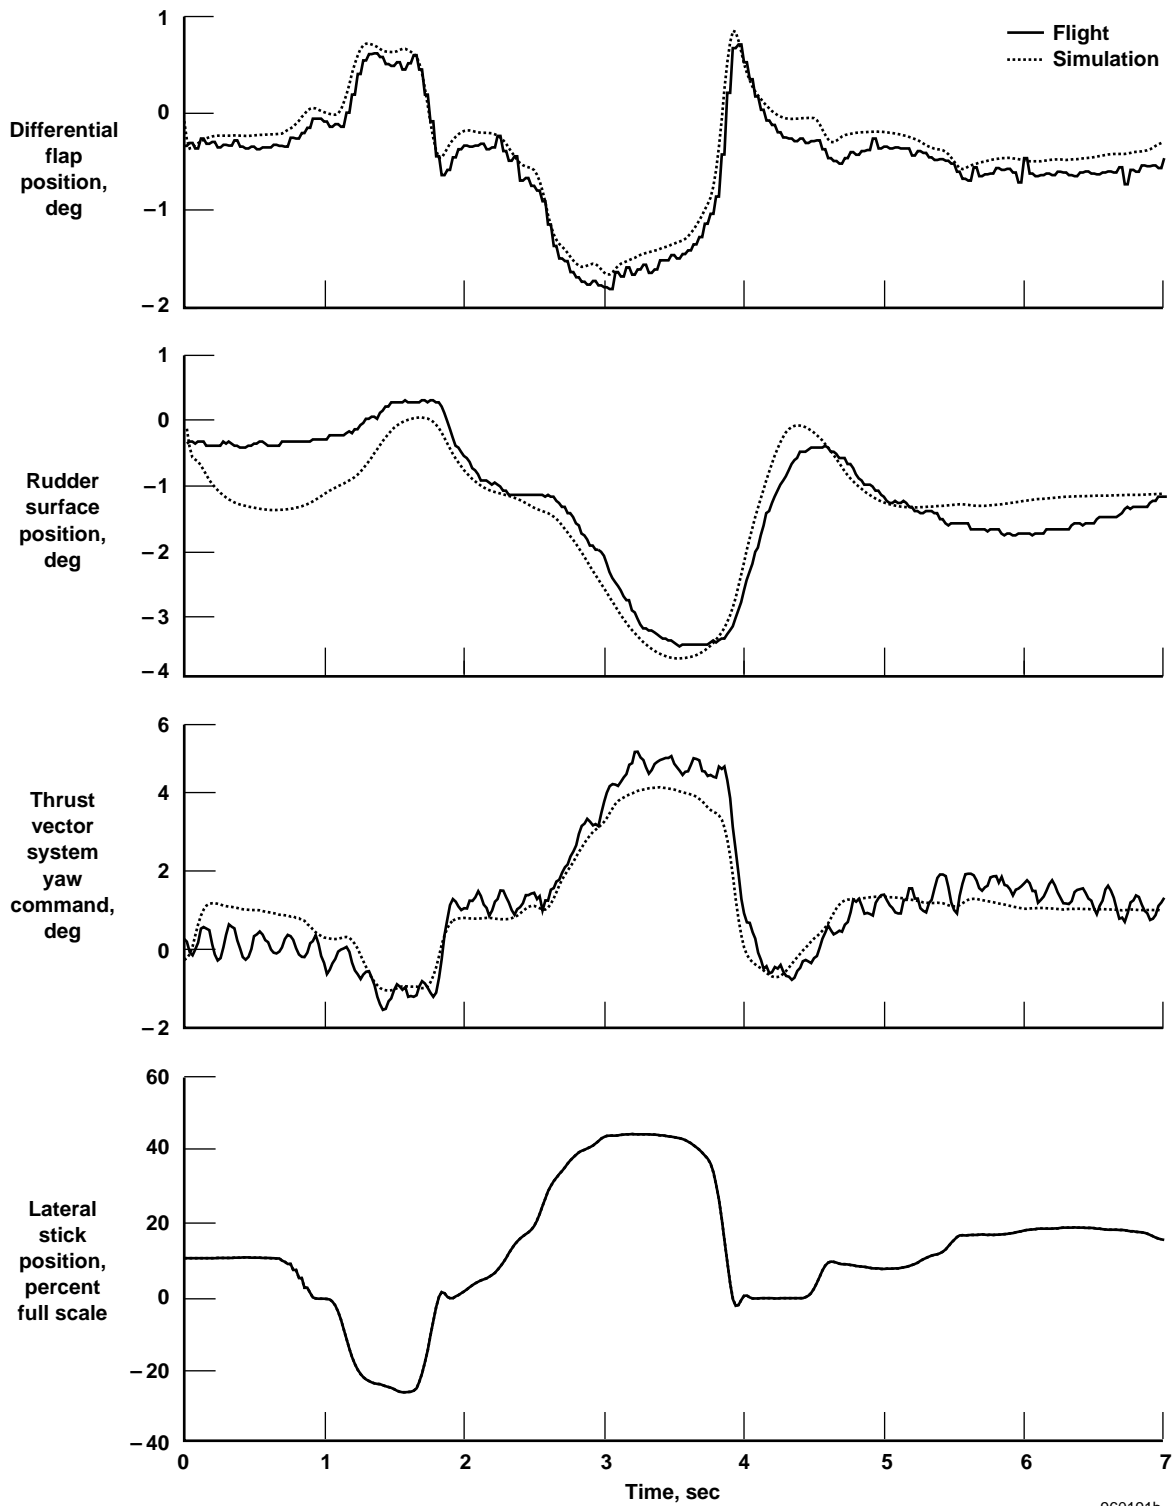 1
Flight
Simulation
0
Differential
flap
position,
deg
–1
–2
1
0
–1
Rudder
surface
position,
deg
–2
–3
–4
6
4
Thrust
vector
system
yaw
command,
deg
2
0
–2
60
40
Lateral
stick
position,
percent
full scale
20
0
–20
–40
0 1 2 3 4 5 6 7
Time, sec